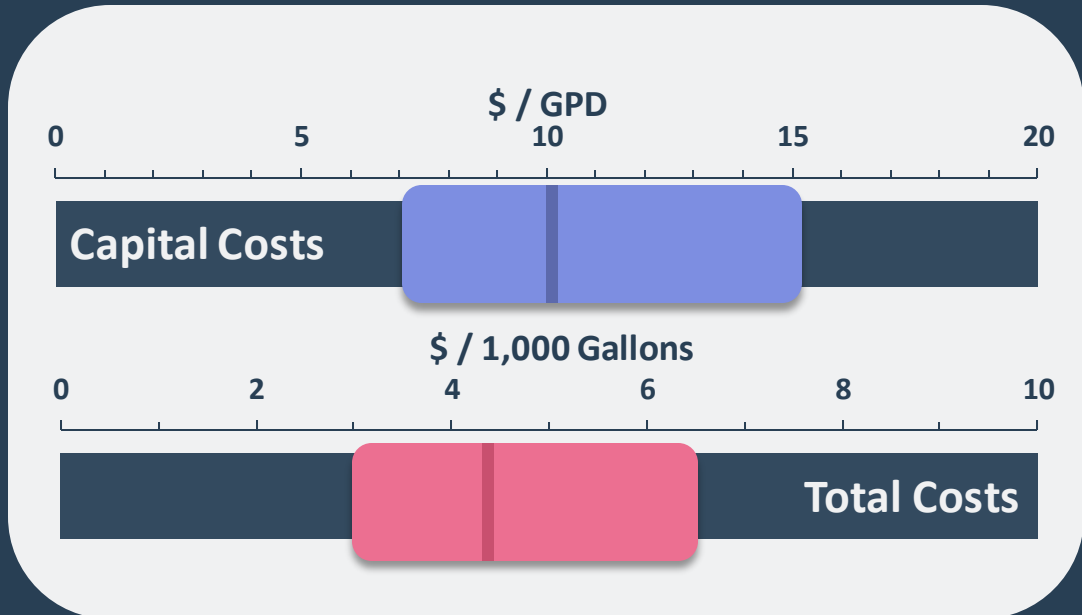 $ / GPD
0 5 10 15 20
Capital Costs
$ / 1,000 Gallons
0 2 4 6 8 10
Total Costs